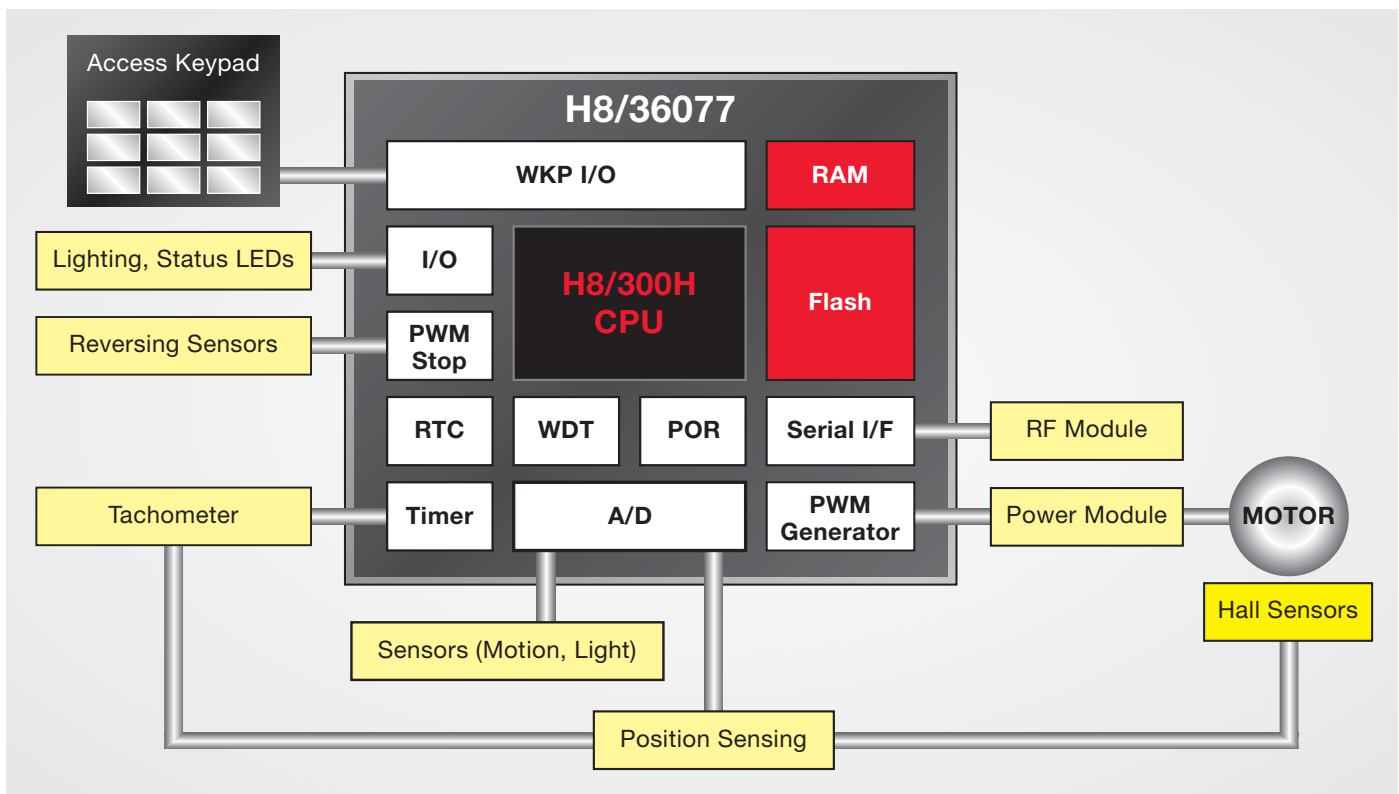 Access Keypad
H8/36077
WKP I/O
RAM
Lighting, Status LEDs
I/O
H8/300H
CPU
Flash
Reversing Sensors
PWM
Stop
RTC
WDT
POR
Serial I/F
RF Module
Tachometer
Timer
A/D
PWM
Generator
Power Module
MOTOR
Hall Sensors
Sensors (Motion, Light)
Position Sensing